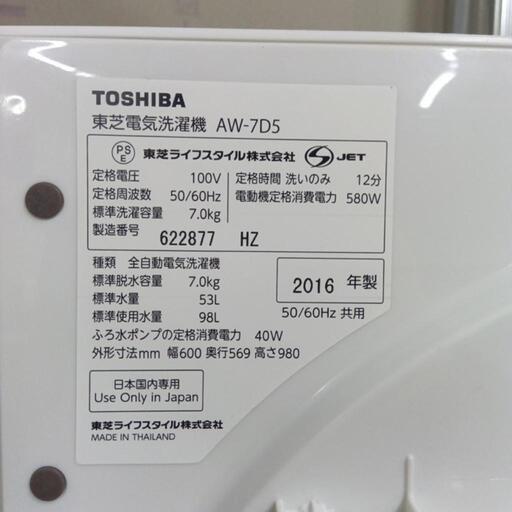 TOSHIBA
東芝電気洗濯機 AW-7D5
PS E 東芝ライフスタイル株式会社 S JET
定格電圧 100V 定格時間 洗いのみ 12分
定格周波数 50/60Hz 電動機定格消費電力 580W
標準洗濯容量 7.0kg
製造番号 622877 HZ
種類 全自動電気洗濯機
標準脱水容量 7.0kg 2016 年製
標準水量 53L
標準使用水量 98L 50/60Hz 共用
ふろ水ポンプの定格消費電力 40W
外形寸法mm 幅600 奥行569 高さ980
日本国内専用
Use Only in Japan
東芝ライフスタイル株式会社
MADE IN THAILAND